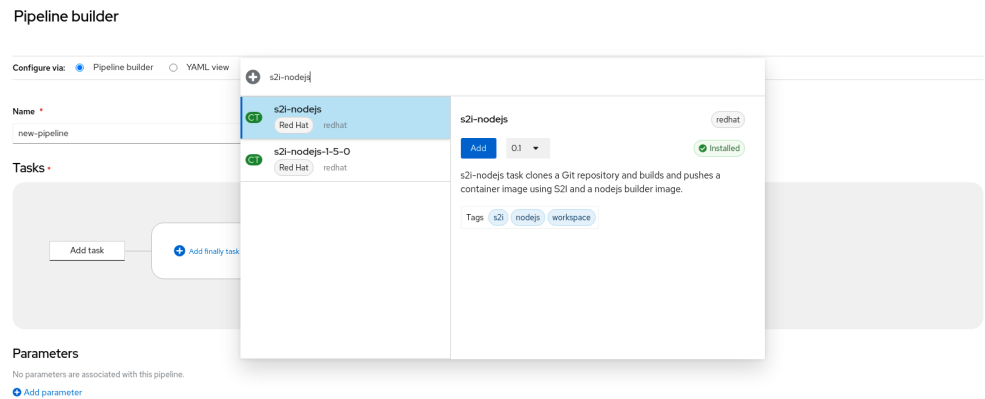 Pipeline builder
Configure via: Pipeline builder YAML view
s2i-nodejs
Name *
new-pipeline
Tasks *
Add task
Add finally task
s2i-nodejs
Red Hat redhat
s2i-nodejs-1-5-0
Red Hat redhat
s2i-nodejs redhat
Add 0.1 Installed
s2i-nodejs task clones a Git repository and builds and pushes a
container image using S2I and a nodejs builder image.
Tags s2i nodejs workspace
Parameters
No parameters are associated with this pipeline.
Add parameter